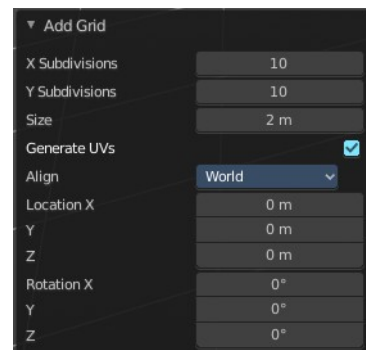 Add Grid
X Subdivisions 10
Y Subdivisions 10
Size 2 m
Generate UVs
Align World
Location X 0 m
Y 0 m
Z 0 m
Rotation X 0°
Y 0°
Z 0°